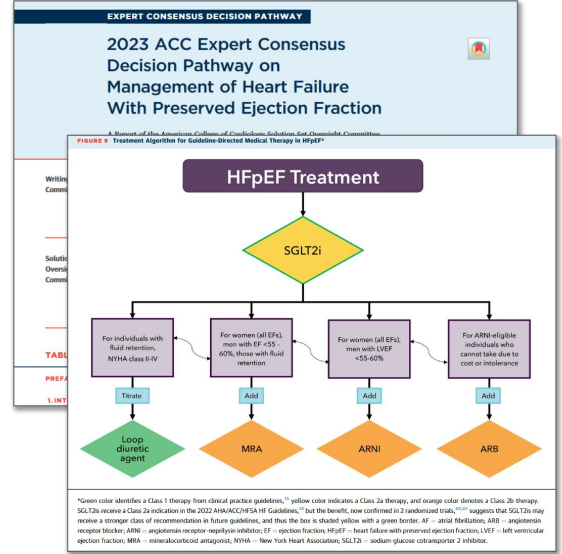 EXPERT CONSENSUS DECISION PATHWAY
2023 ACC Expert Consensus
Decision Pathway on
Management of Heart Failure
With Preserved Ejection Fraction
A Report of the American College of Cardiology Solution Set Oversight Committee
Writing
Commi
Solutio
Oversi
Commi
TABL
PREFA
1. INT
FIGURE 9 Treatment Algorithm for Guideline-Directed Medical Therapy in HFpEF*
HFpEF Treatment
SGLT2i
For individuals with
fluid retention,
NYHA class II-IV
For women (all EFs),
men with EF <55 -
60%, those with fluid
retention
For women (all EFs),
men with LVEF
<55-60%
For ARNI-eligible
individuals who
cannot take due to
cost or intolerance
Titrate
Add
Add
Add
Loop
diuretic
agent
MRA
ARNI
ARB
*Green color identifies a Class 1 therapy from clinical practice guidelines, yellow color indicates a Class 2a therapy, and orange color denotes a Class 2b therapy.
SGLT2is receive a Class 2a indication in the 2022 AHA/ACC/HFSA HF Guidelines, but the benefit, now confirmed in 2 randomized trials, suggests that SGLT2is may
receive a stronger class of recommendation in future guidelines, and thus the box is shaded yellow with a green border. AF = atrial fibrillation; ARB = angiotensin
receptor blocker; ARNI = angiotensin receptor-neprilysin inhibitor; EF = ejection fraction; HFpEF = heart failure with preserved ejection fraction; LVEF = left ventricular
ejection fraction; MRA = mineralocorticoid antagonist; NYHA = New York Heart Association; SGLT2i = sodium-glucose cotransporter 2 inhibitor.